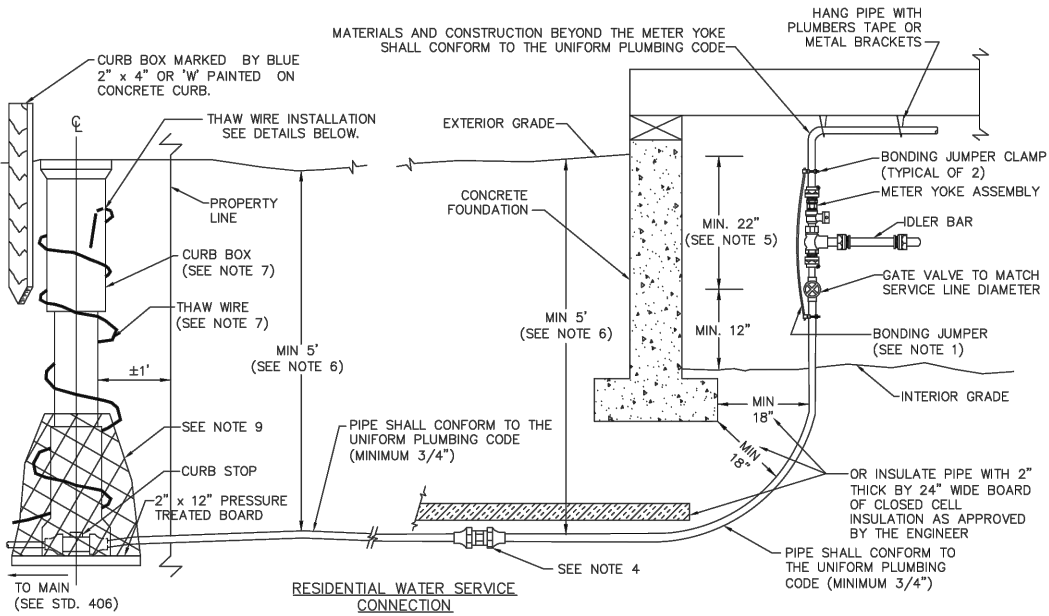 MATERIALS AND CONSTRUCTION BEYOND THE METER YOKE
SHALL CONFORM TO THE UNIFORM PLUMBING CODE
HANG PIPE WITH
PLUMBERS TAPE OR
METAL BRACKETS
CURB BOX MARKED BY BLUE
2" x 4" OR 'W' PAINTED ON
CONCRETE CURB.
℄
THAW WIRE INSTALLATION
SEE DETAILS BELOW.
EXTERIOR GRADE
BONDING JUMPER CLAMP
(TYPICAL OF 2)
METER YOKE ASSEMBLY
PROPERTY
LINE
CONCRETE
FOUNDATION
MIN. 22"
(SEE NOTE 5)
IDLER BAR
CURB BOX
(SEE NOTE 7)
GATE VALVE TO MATCH
SERVICE LINE DIAMETER
THAW WIRE
(SEE NOTE 7)
MIN 5'
(SEE NOTE 6)
MIN 5'
(SEE NOTE 6)
MIN. 12"
BONDING JUMPER
(SEE NOTE 1)
±1'
INTERIOR GRADE
MIN
18"
SEE NOTE 9
PIPE SHALL CONFORM TO THE
UNIFORM PLUMBING CODE
(MINIMUM 3/4")
MIN
18"
CURB STOP
2" x 12" PRESSURE
TREATED BOARD
OR INSULATE PIPE WITH 2"
THICK BY 24" WIDE BOARD
OF CLOSED CELL
INSULATION AS APPROVED
BY THE ENGINEER
PIPE SHALL CONFORM TO
THE UNIFORM PLUMBING
CODE (MINIMUM 3/4")
SEE NOTE 4
TO MAIN
(SEE STD. 406)
RESIDENTIAL WATER SERVICE
CONNECTION